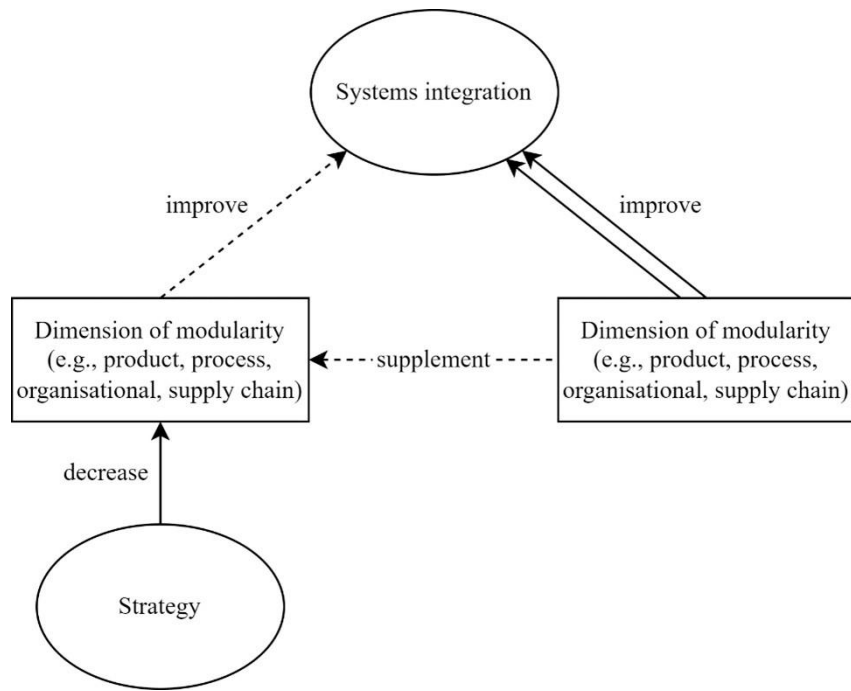 Systems integration
improve
improve
Dimension of modularity
(e.g., product, process,
organisational, supply chain)
supplement
Dimension of modularity
(e.g., product, process,
organisational, supply chain)
decrease
Strategy